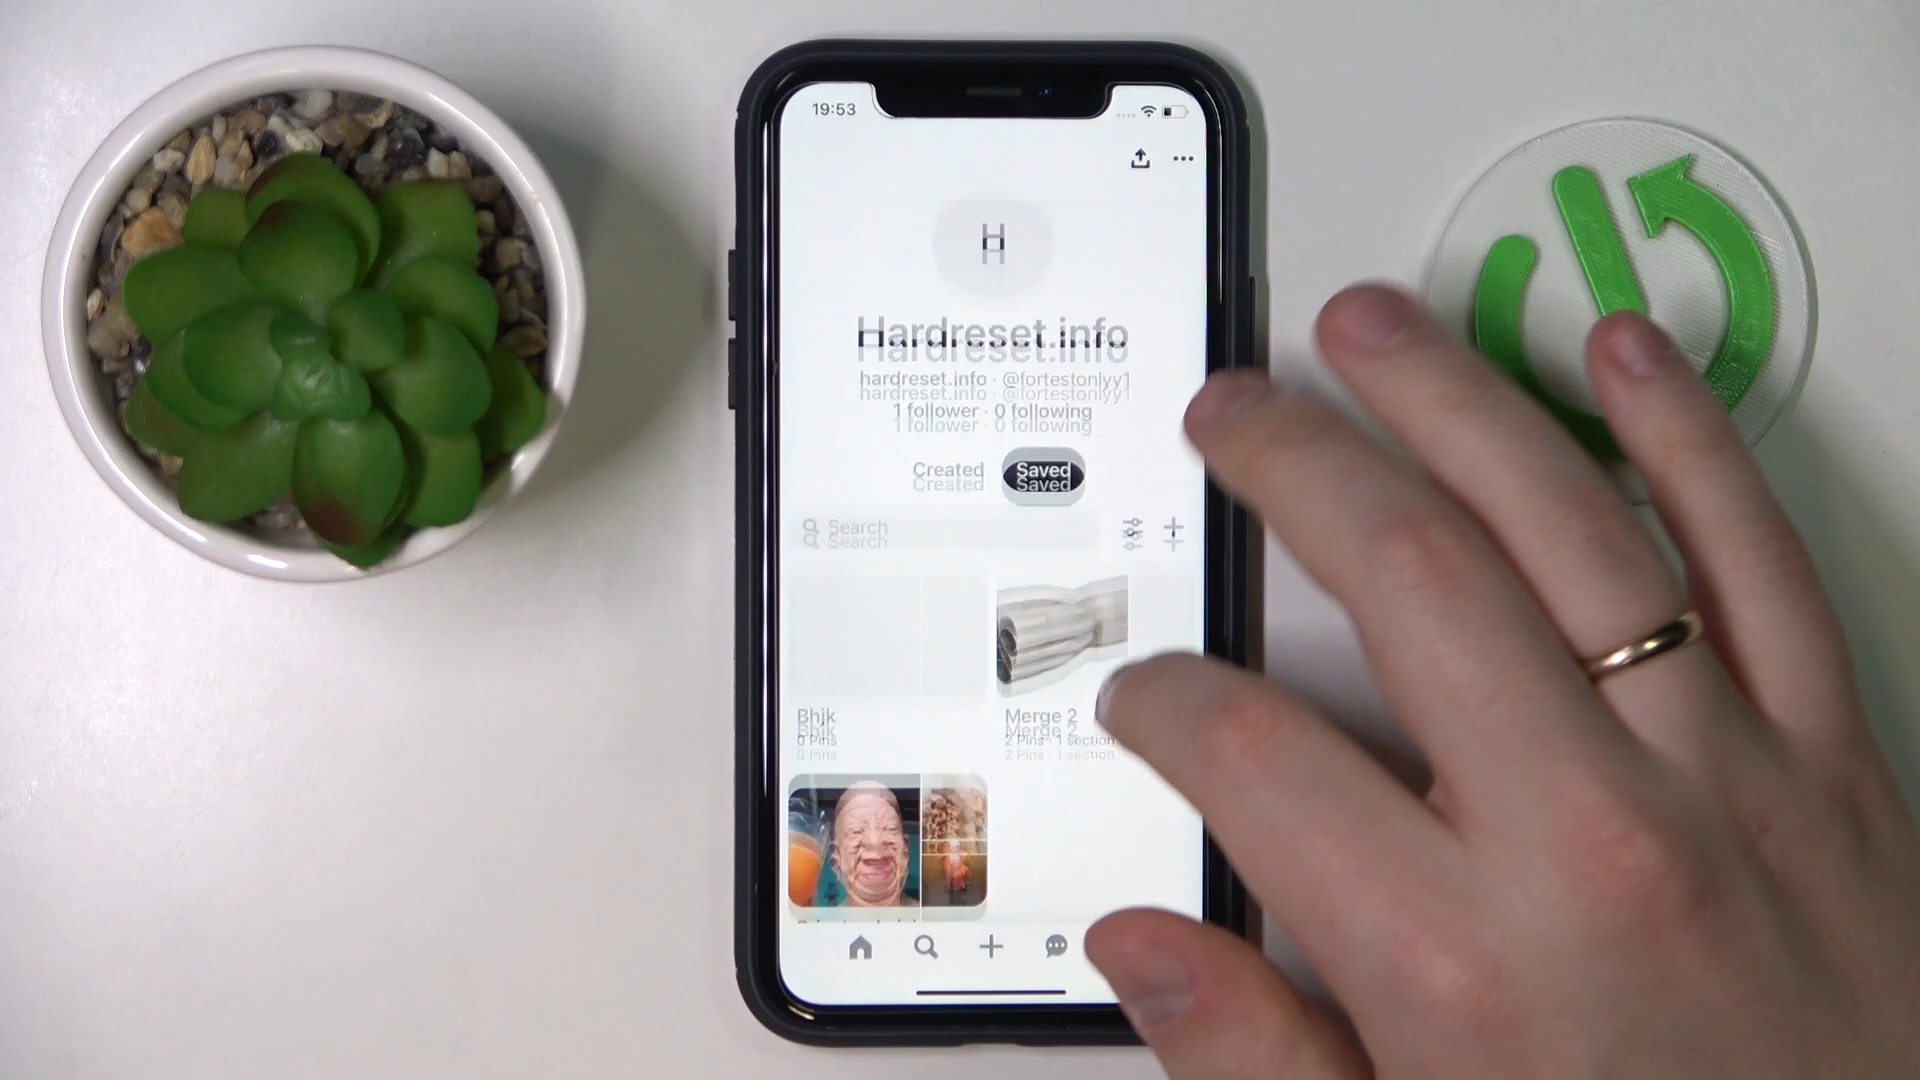 19:53
H
Hardreset.info
hardreset.info · @fortestonlyy1
1 follower · 0 following
Created Saved
Search
Bhjk
0 Pins
Merge 2
2 Pins · 1 section